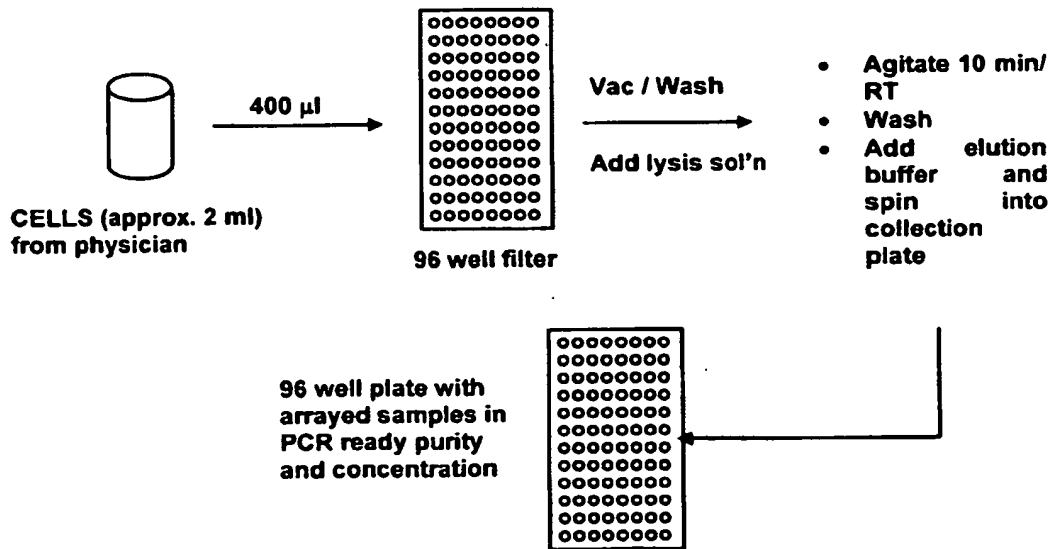 400 µl
CELLS (approx. 2 ml)
from physician
96 well filter
Vac / Wash
Add lysis sol'n
• Agitate 10 min/
RT
• Wash
• Add elution
buffer and
spin into
collection
plate
96 well plate with
arrayed samples in
PCR ready purity
and concentration